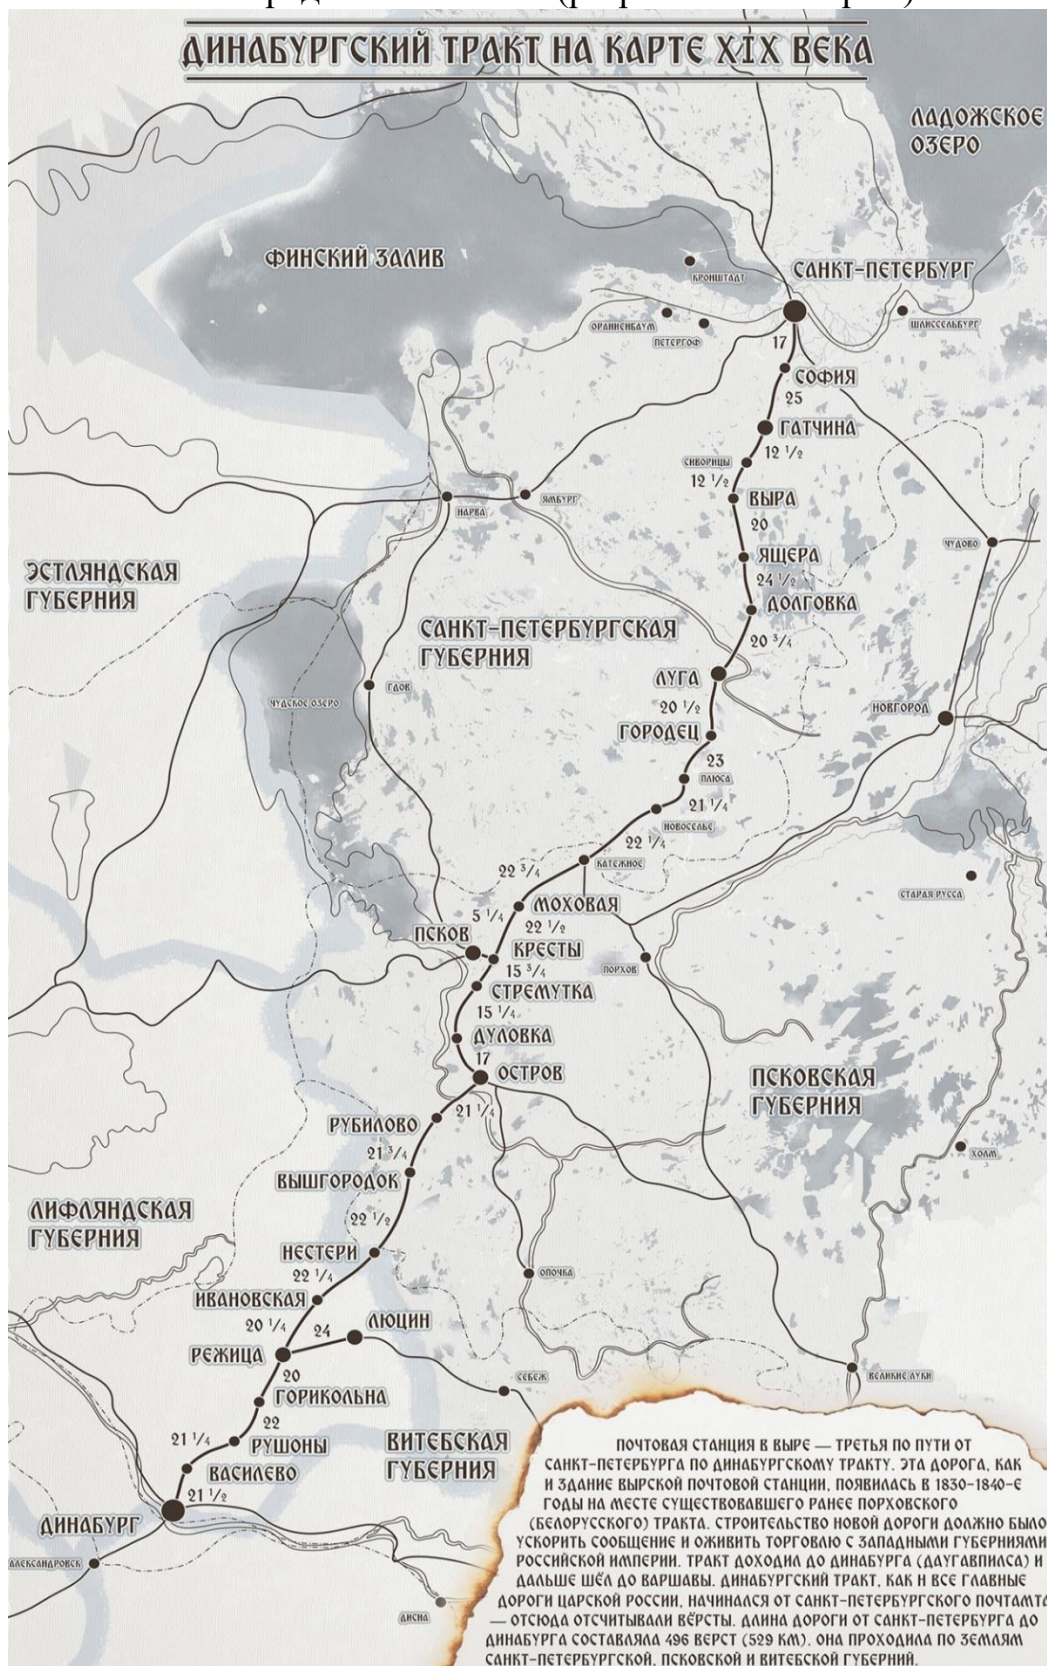 ДИНАБУРГСКИЙ ТРАКТ НА КАРТЕ XIX ВЕКА
ЛАДОЖСКОЕ
ОЗЕРО
ФИНСКИЙ ЗАЛИВ
КРОНШТАДТ
САНКТ-ПЕТЕРБУРГ
ОРАНИЕНБАУМ
ПЕТЕРГОФ
ШЛИССЕЛЬБУРГ
17
СОФИЯ
25
ГАТЧИНА
12 1/2
СИВОРИЦЫ
12 1/2
ВЫРА
НАРВА
ЯМБУРГ
20
ЧУДОВО
ЯЩЕРА
ЭСТЛЯНДСКАЯ
ГУБЕРНИЯ
24 1/2
ДОЛГОВКА
САНКТ-ПЕТЕРБУРГСКАЯ
ГУБЕРНИЯ
20 3/4
ЛУГА
ГДОВ
ЧУДСКОЕ ОЗЕРО
20 1/2
НОВГОРОД
ГОРОДЕЦ
23
ПЛЮСА
21 1/4
НОВОСЕЛЬЕ
22 1/4
КАТЕЖНОЕ
22 3/4
СТАРАЯ РУССА
МОХОВАЯ
5 1/4
22 1/2
ПСКОВ
КРЕСТЫ
15 3/4
ПОРХОВ
СТРЕМУТКА
15 1/4
ДУЛОВКА
17
ОСТРОВ
ПСКОВСКАЯ
ГУБЕРНИЯ
21 1/4
РУБИЛОВО
21 3/4
ХОЛМ
ВЫШГОРОДОК
ЛИФЛЯНДСКАЯ
ГУБЕРНИЯ
22 1/2
НЕСТЕРИ
22 1/4
ОПОЧКА
ИВАНОВСКАЯ
20 1/4
24
ЛЮЦИН
РЕЖИЦА
20
СЕБЕЖ
ВЕЛИКИЕ ЛУКИ
ГОРИКОЛЬНА
22
21 1/4
РУШОНЫ
ВИТЕБСКАЯ
ГУБЕРНИЯ
ВАСИЛЕВО
21 1/2
ДИНАБУРГ
АЛЕКСАНДРОВСК
ДИСНА
ПОЧТОВАЯ СТАНЦИЯ В ВЫРЕ — ТРЕТЬЯ ПО ПУТИ ОТ
САНКТ-ПЕТЕРБУРГА ПО ДИНАБУРГСКОМУ ТРАКТУ. ЭТА ДОРОГА, КАК
И ЗДАНИЕ ВЫРСКОЙ ПОЧТОВОЙ СТАНЦИИ, ПОЯВИЛАСЬ В 1830-1840-Е
ГОДЫ НА МЕСТЕ СУЩЕСТВОВАВШЕГО РАНЕЕ ПОРХОВСКОГО
(БЕЛОРУССКОГО) ТРАКТА. СТРОИТЕЛЬСТВО НОВОЙ ДОРОГИ ДОЛЖНО БЫЛО
УСКОРИТЬ СООБЩЕНИЕ И ОЖИВИТЬ ТОРГОВЛЮ С ЗАПАДНЫМИ ГУБЕРНИЯМИ
РОССИЙСКОЙ ИМПЕРИИ. ТРАКТ ДОХОДИЛ ДО ДИНАБУРГА (ДАУГАВПИЛСА) И
ДАЛЬШЕ ШЁЛ ДО ВАРШАВЫ. ДИНАБУРГСКИЙ ТРАКТ, КАК Н ВСЕ ГЛАВНЫЕ
ДОРОГИ ЦАРСКОЙ РОССИИ, НАЧИНАЛСЯ ОТ САНКТ-ПЕТЕРБУРГСКОГО ПОЧТАМТА
— ОТСЮДА ОТСЧИТЫВАЛИ ВЁРСТЫ. ДЛИНА ДОРОГИ ОТ САНКТ-ПЕТЕРБУРГА ДО
ДИНАБУРГА СОСТАВЛЯЛА 496 ВЕРСТ (529 КМ). ОНА ПРОХОДИЛА ПО ЗЕМЛЯМ
САНКТ-ПЕТЕРБУРГСКОЙ, ПСКОВСКОЙ И ВИТЕБСКОЙ ГУБЕРНИЙ.